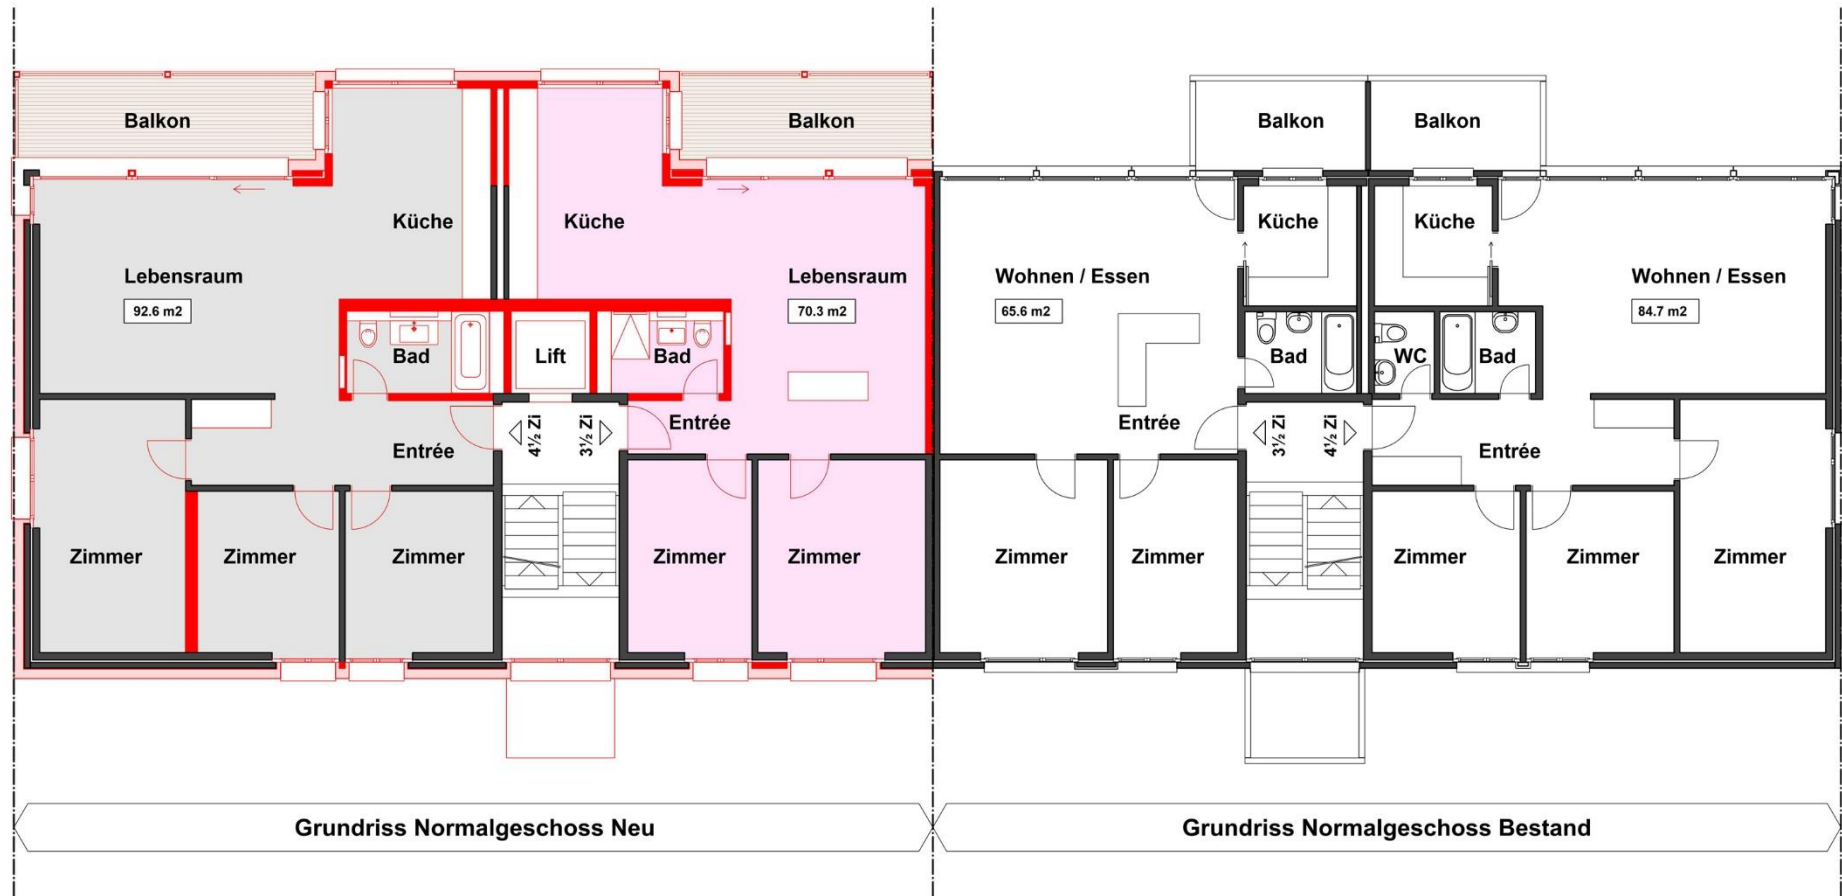 Balkon
Balkon
Balkon
Balkon
Küche
Küche
Küche
Küche
Lebensraum
92.6 m2
Lebensraum
70.3 m2
Wohnen / Essen
65.6 m2
Wohnen / Essen
84.7 m2
Bad
Lift
Bad
Bad
WC
Bad
Entrée
4½ Zi
3½ Zi
Entrée
Entrée
3½ Zi
4½ Zi
Entrée
Zimmer
Zimmer
Zimmer
Zimmer
Zimmer
Zimmer
Zimmer
Zimmer
Zimmer
Zimmer
Grundriss Normalgeschoss Neu
Grundriss Normalgeschoss Bestand